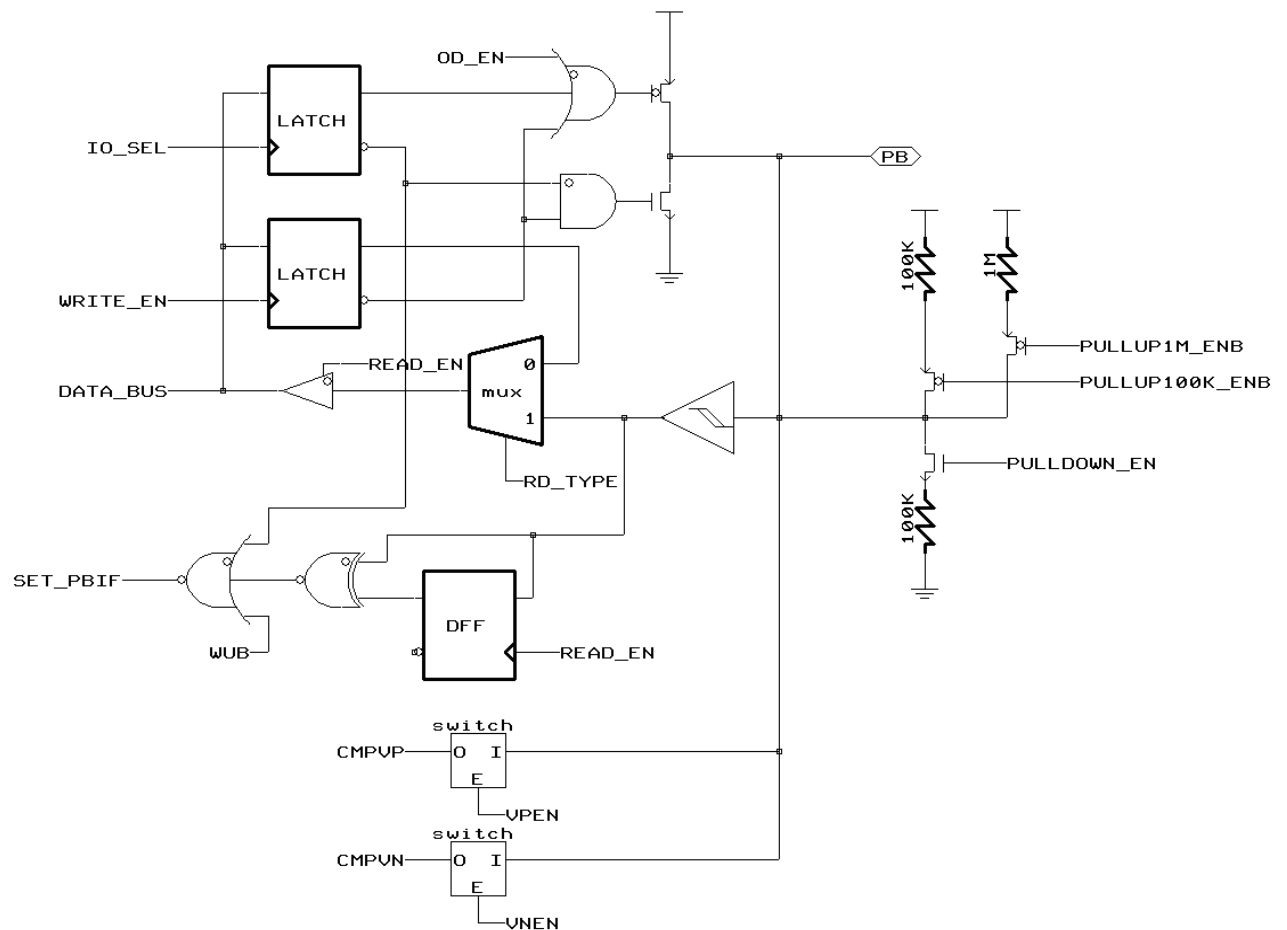 OD_EN
LATCH
IO_SEL
PB
LATCH
WRITE_EN
100K
1M
READ_EN
0
PULLUP1M_ENB
DATA_BUS
mux
PULLUP100K_ENB
1
PULLDOWN_EN
RD_TYPE
100K
SET_PBIF
DFF
WUB
READ_EN
switch
CMPVP
O I
E
VPEN
switch
CMPVN
O I
E
VNEN